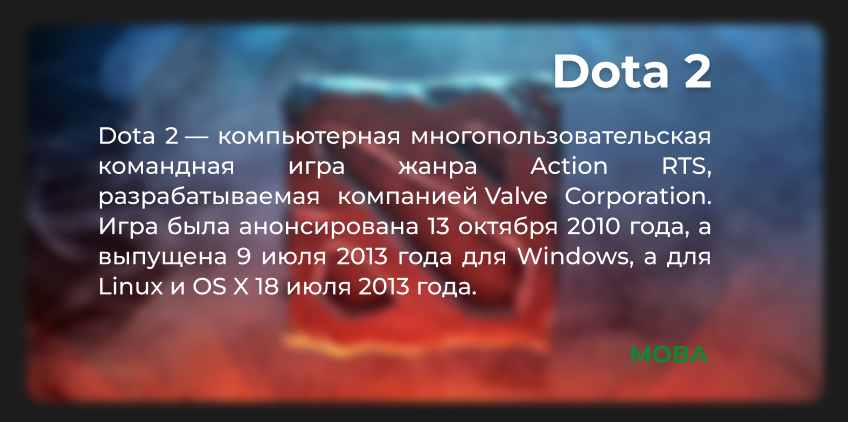 Dota 2
Dota 2 — компьютерная многопользовательская
командная игра жанра Action RTS,
разрабатываемая компанией Valve Corporation.
Игра была анонсирована 13 октября 2010 года, а
выпущена 9 июля 2013 года для Windows, а для
Linux и OS X 18 июля 2013 года.
МОВА